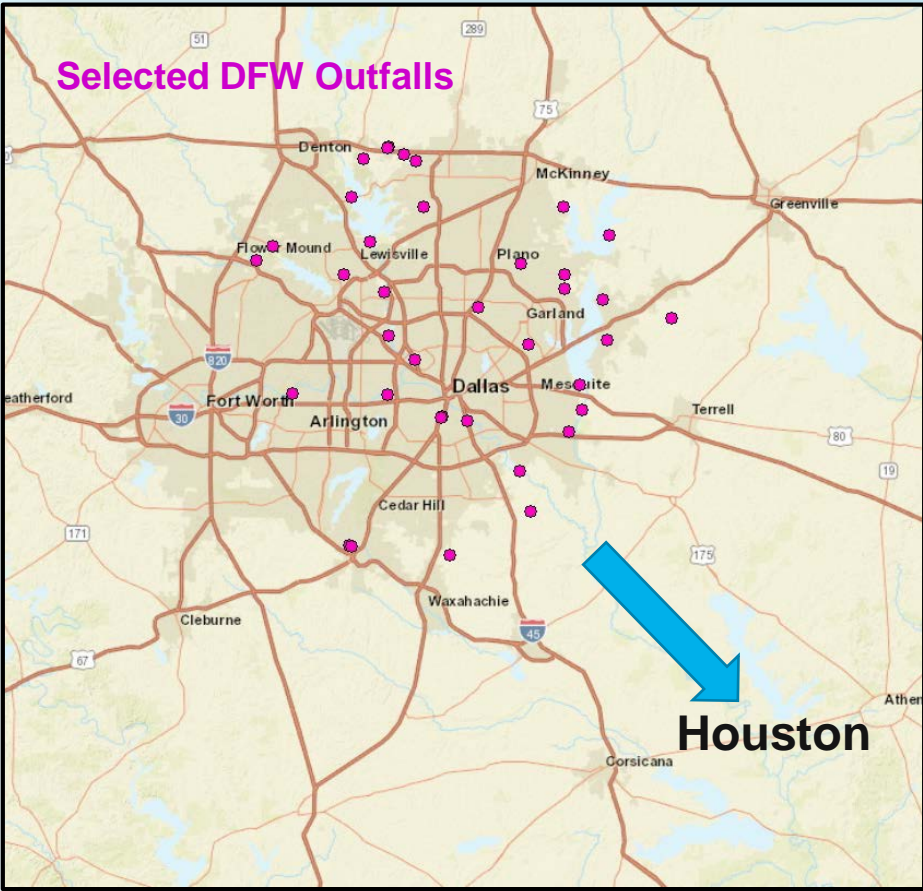 289
51
Selected DFW Outfalls
75
Denton
McKinney
Greenville
Flower Mound
Lewisville
Plano
Garland
820
Dallas
Mesquite
eatherford
Fort Worth
30
Arlington
Terrell
80
19
Cedar Hill
171
175
Waxahachie
Cleburne
45
67
Athen
Houston
Corsicana